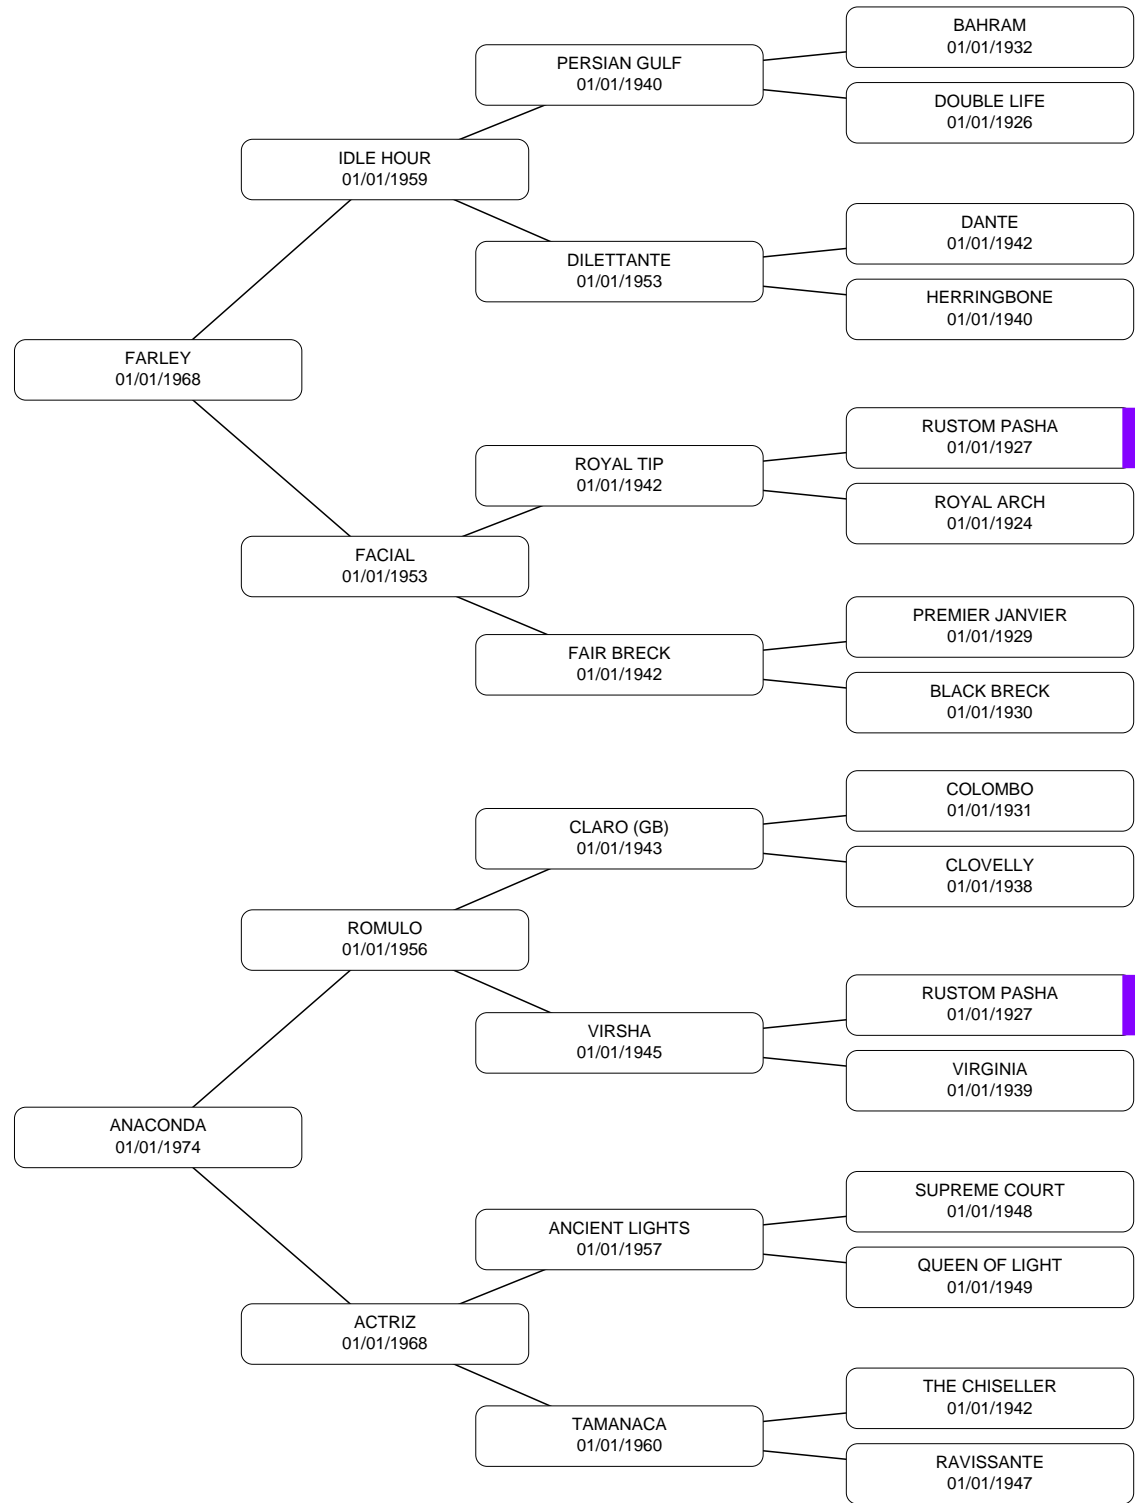 BAHRAM
01/01/1932
PERSIAN GULF
01/01/1940
DOUBLE LIFE
01/01/1926
IDLE HOUR
01/01/1959
DANTE
01/01/1942
DILETTANTE
01/01/1953
HERRINGBONE
01/01/1940
FARLEY
01/01/1968
RUSTOM PASHA
01/01/1927
ROYAL TIP
01/01/1942
ROYAL ARCH
01/01/1924
FACIAL
01/01/1953
PREMIER JANVIER
01/01/1929
FAIR BRECK
01/01/1942
BLACK BRECK
01/01/1930
COLOMBO
01/01/1931
CLARO (GB)
01/01/1943
CLOVELLY
01/01/1938
ROMULO
01/01/1956
RUSTOM PASHA
01/01/1927
VIRSHA
01/01/1945
VIRGINIA
01/01/1939
ANACONDA
01/01/1974
SUPREME COURT
01/01/1948
ANCIENT LIGHTS
01/01/1957
QUEEN OF LIGHT
01/01/1949
ACTRIZ
01/01/1968
THE CHISELLER
01/01/1942
TAMANACA
01/01/1960
RAVISSANTE
01/01/1947